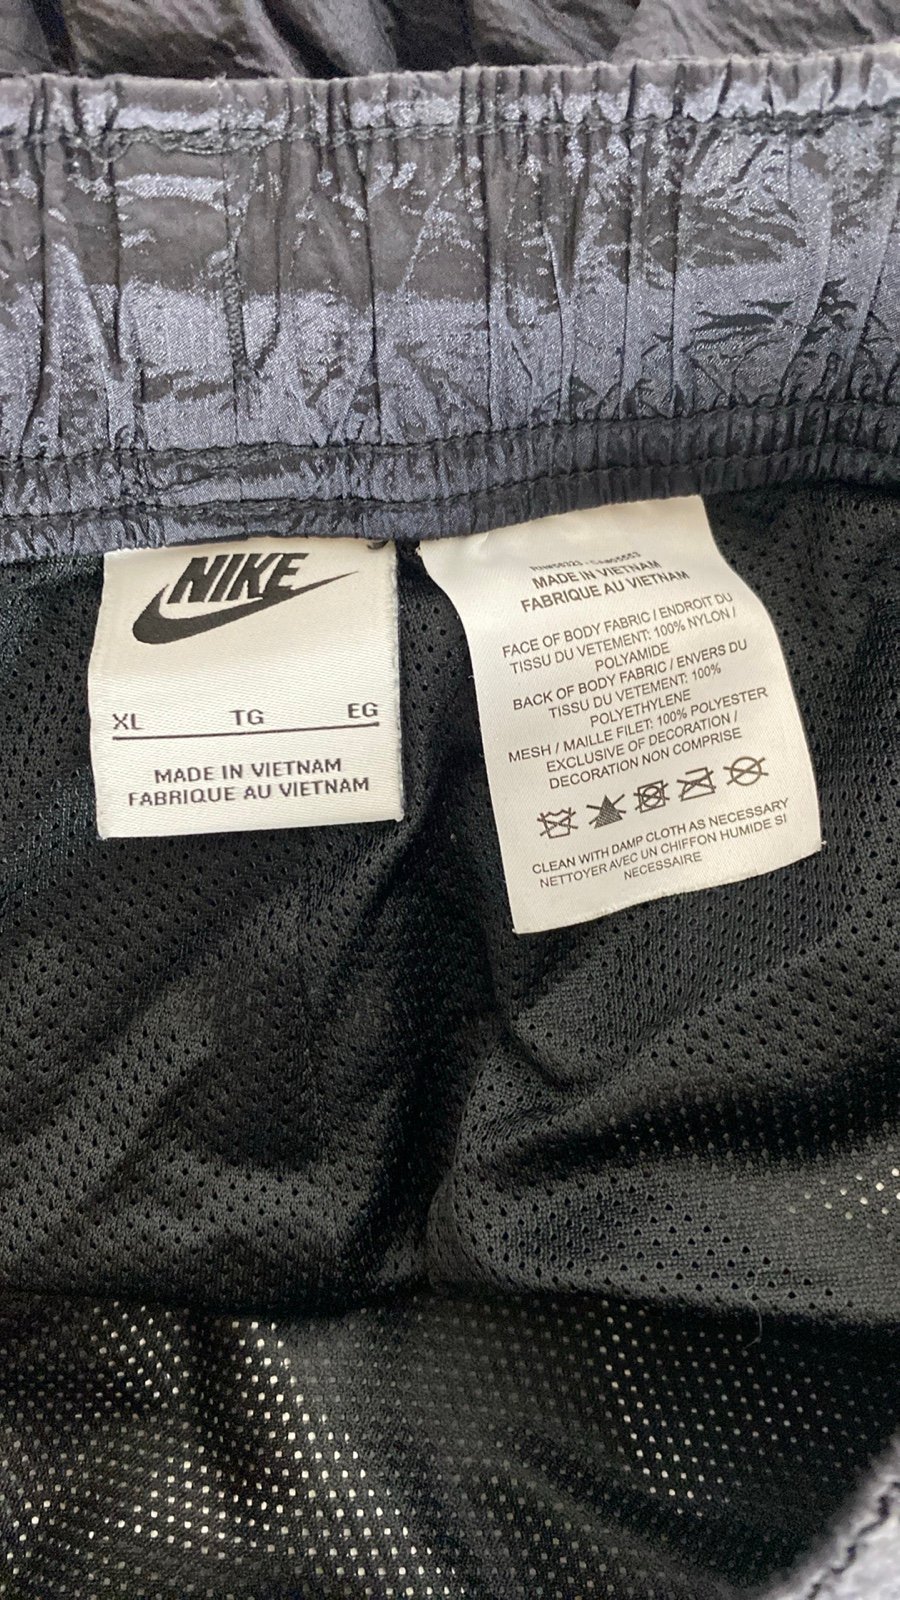 NIKE
XL TG EG
MADE IN VIETNAM
FABRIQUE AU VIETNAM
MADE IN VIETNAM
FABRIQUE AU VIETNAM
FACE OF BODY FABRIC / ENDROIT DU
TISSU DU VETEMENT: 100% NYLON /
POLYAMIDE
BACK OF BODY FABRIC / ENVERS DU
TISSU DU VETEMENT: 100%
POLYETHYLENE
MESH / MAILLE FILET: 100% POLYESTER
EXCLUSIVE OF DECORATION /
DECORATION NON COMPRISE
CLEAN WITH DAMP CLOTH AS NECESSARY
NETTOYER AVEC UN CHIFFON HUMIDE SI
NECESSAIRE